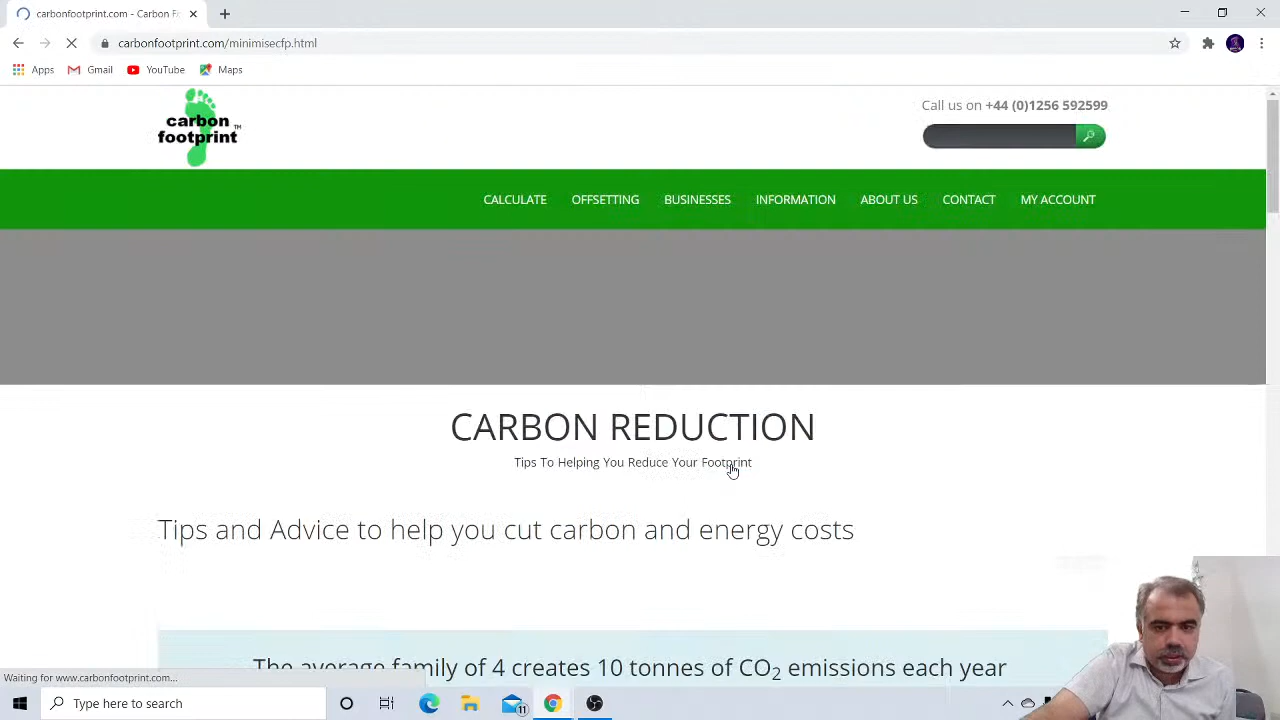 carbonfootprint.com - Carbon F
carbonfootprint.com/minimisecfp.html
Apps Gmail YouTube Maps
carbon
footprint™
Call us on +44 (0)1256 592599
CALCULATE OFFSETTING BUSINESSES INFORMATION ABOUT US CONTACT MY ACCOUNT
CARBON REDUCTION
Tips To Helping You Reduce Your Footprint
Tips and Advice to help you cut carbon and energy costs
The average family of 4 creates 10 tonnes of CO₂ emissions each year
Waiting for www.carbonfootprint.com...
Type here to search
11